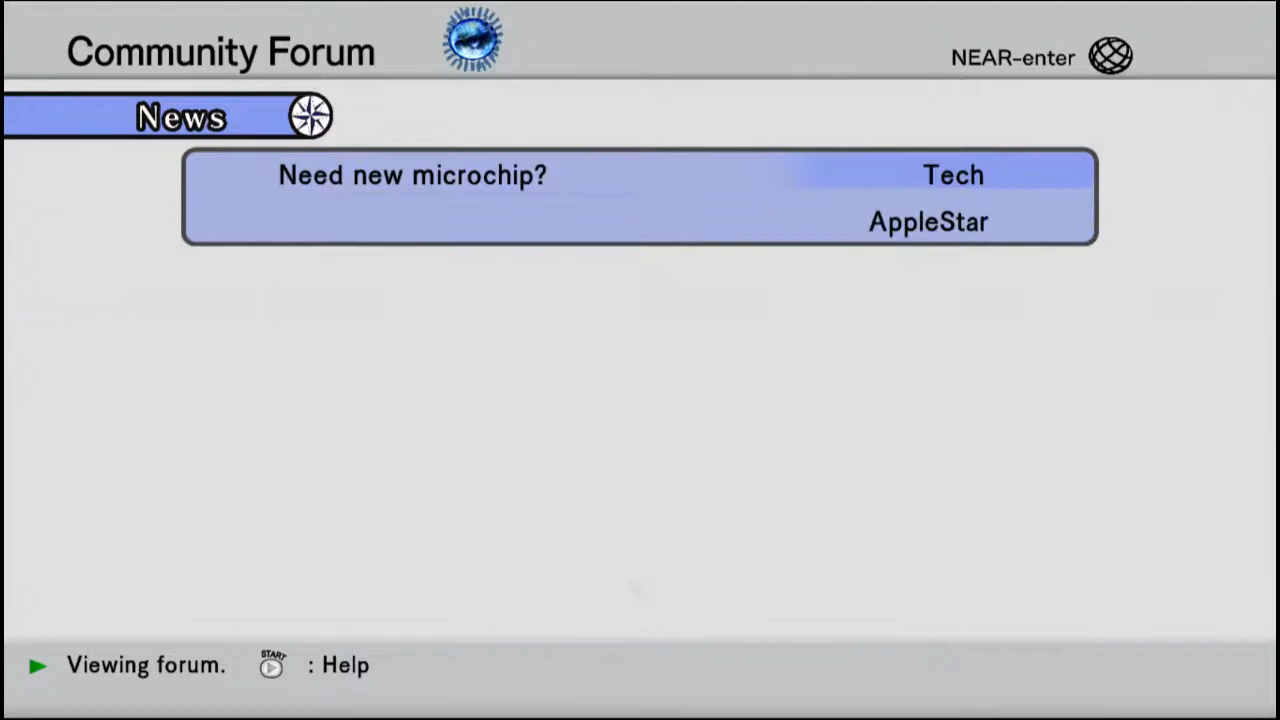 Community Forum
NEAR-enter
News
Need new microchip?
Tech
AppleStar
Viewing forum.
START
: Help